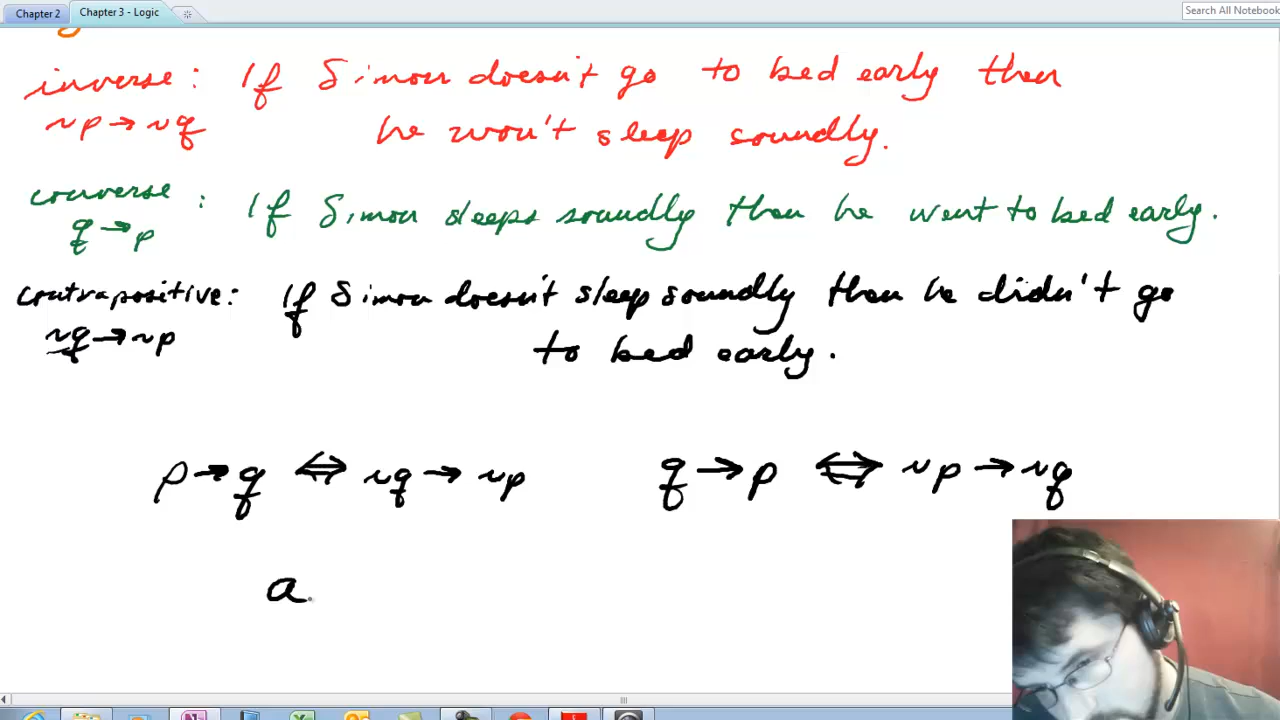 Chapter 2
Chapter 3 - Logic
Search All Notebook
inverse: If Simon doesn't go to bed early then
~p → ~q he won't sleep soundly.
converse: If Simon sleeps soundly then he went to bed early.
q → p
contrapositive: If Simon doesn't sleep soundly then he didn't go
~q → ~p to bed early.
p → q ⇔ ~q → ~p q → p ⇔ ~p → ~q
a